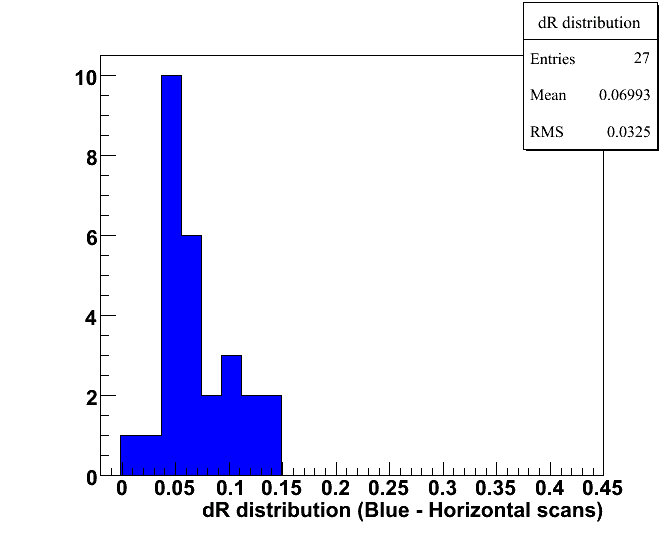 dR distribution
Entries 27
Mean 0.06993
RMS 0.0325
10
8
6
4
2
0
0 0.05 0.1 0.15 0.2 0.25 0.3 0.35 0.4 0.45
dR distribution (Blue - Horizontal scans)